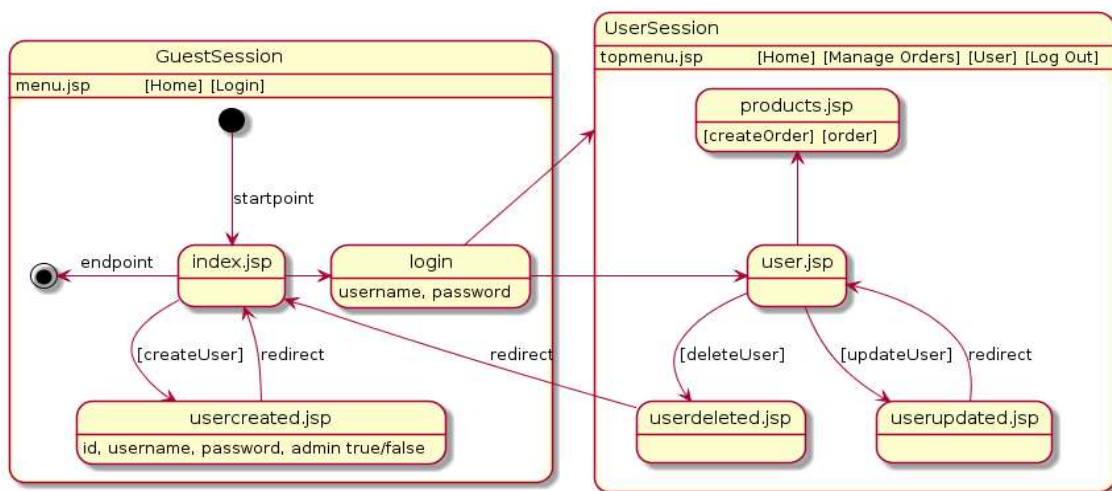 GuestSession
menu.jsp [Home] [Login]
startpoint
endpoint
index.jsp
login
username, password
[createUser]
redirect
usercreated.jsp
id, username, password, admin true/false
UserSession
topmenu.jsp [Home] [Manage Orders] [User] [Log Out]
products.jsp
[createOrder] [order]
user.jsp
redirect
[deleteUser]
[updateUser]
redirect
userdeleted.jsp
userupdated.jsp